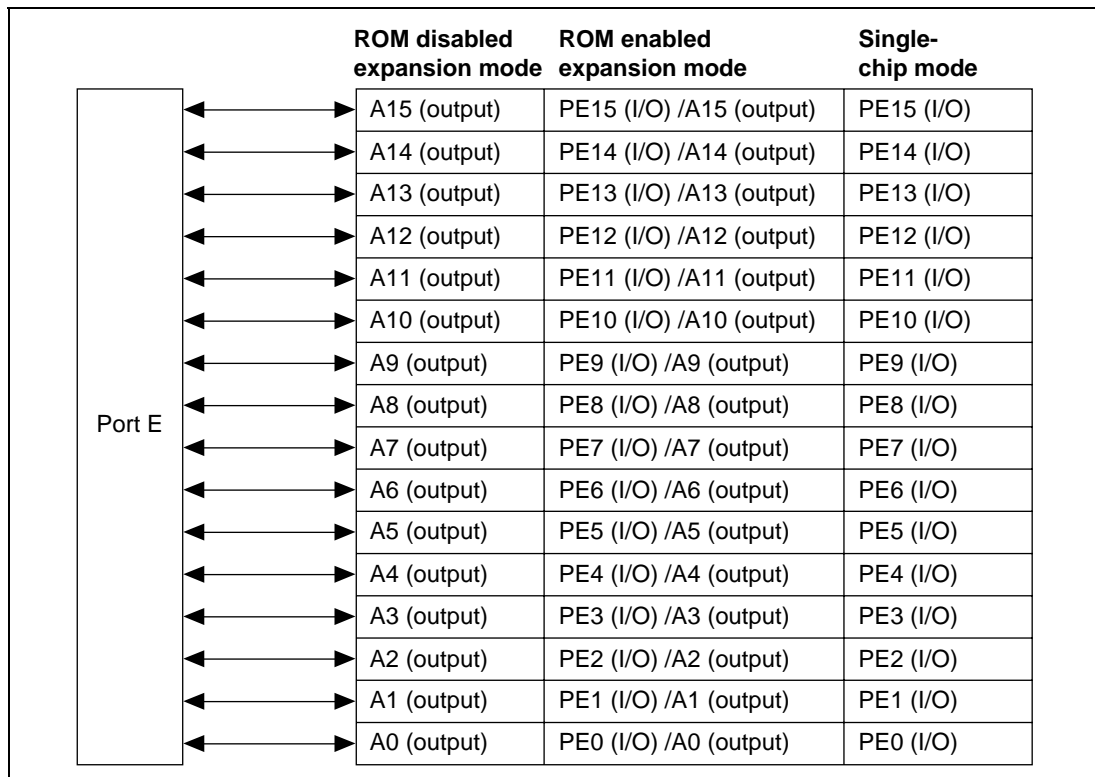 ROM disabled expansion mode ROM enabled expansion mode Single-chip mode
A15 (output) PE15 (I/O) /A15 (output) PE15 (I/O)
A14 (output) PE14 (I/O) /A14 (output) PE14 (I/O)
A13 (output) PE13 (I/O) /A13 (output) PE13 (I/O)
A12 (output) PE12 (I/O) /A12 (output) PE12 (I/O)
A11 (output) PE11 (I/O) /A11 (output) PE11 (I/O)
A10 (output) PE10 (I/O) /A10 (output) PE10 (I/O)
A9 (output) PE9 (I/O) /A9 (output) PE9 (I/O)
A8 (output) PE8 (I/O) /A8 (output) PE8 (I/O)
Port E
A7 (output) PE7 (I/O) /A7 (output) PE7 (I/O)
A6 (output) PE6 (I/O) /A6 (output) PE6 (I/O)
A5 (output) PE5 (I/O) /A5 (output) PE5 (I/O)
A4 (output) PE4 (I/O) /A4 (output) PE4 (I/O)
A3 (output) PE3 (I/O) /A3 (output) PE3 (I/O)
A2 (output) PE2 (I/O) /A2 (output) PE2 (I/O)
A1 (output) PE1 (I/O) /A1 (output) PE1 (I/O)
A0 (output) PE0 (I/O) /A0 (output) PE0 (I/O)